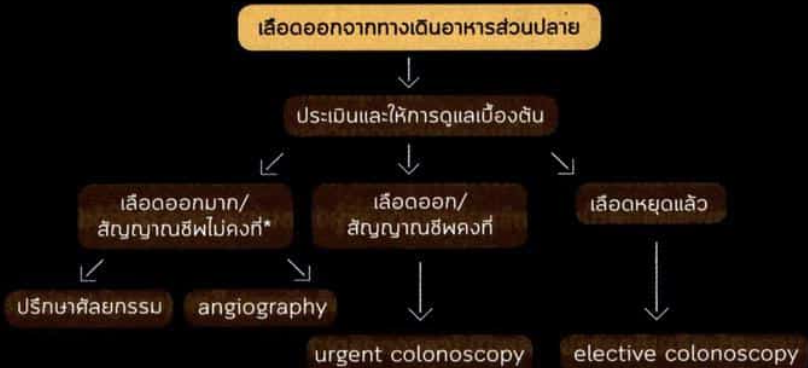 เลือดออกจากทางเดินอาหารส่วนปลาย
ประเมินและให้การดูแลเบื้องต้น
เลือดออกมาก/
สัญญาณชีพไม่คงที่*
เลือดออก/
สัญญาณชีพคงที่
เลือดหยุดแล้ว
ปรึกษาศัลยกรรม
angiography
urgent colonoscopy
elective colonoscopy